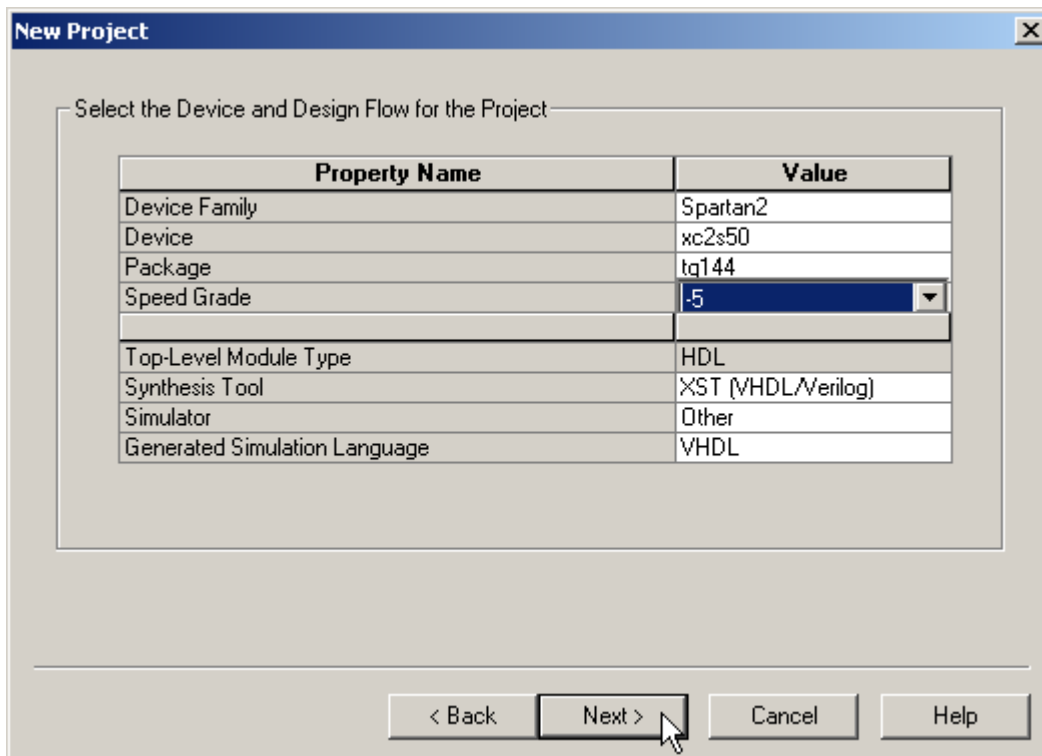 New Project
Select the Device and Design Flow for the Project
Property Name Value
Device Family Spartan2
Device xc2s50
Package tq144
Speed Grade -5
Top-Level Module Type HDL
Synthesis Tool XST (VHDL/Verilog)
Simulator Other
Generated Simulation Language VHDL
< Back Next > Cancel Help